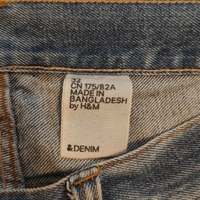 32
CN 175/82A
MADE IN
BANGLADESH
by H&M
&DENIM